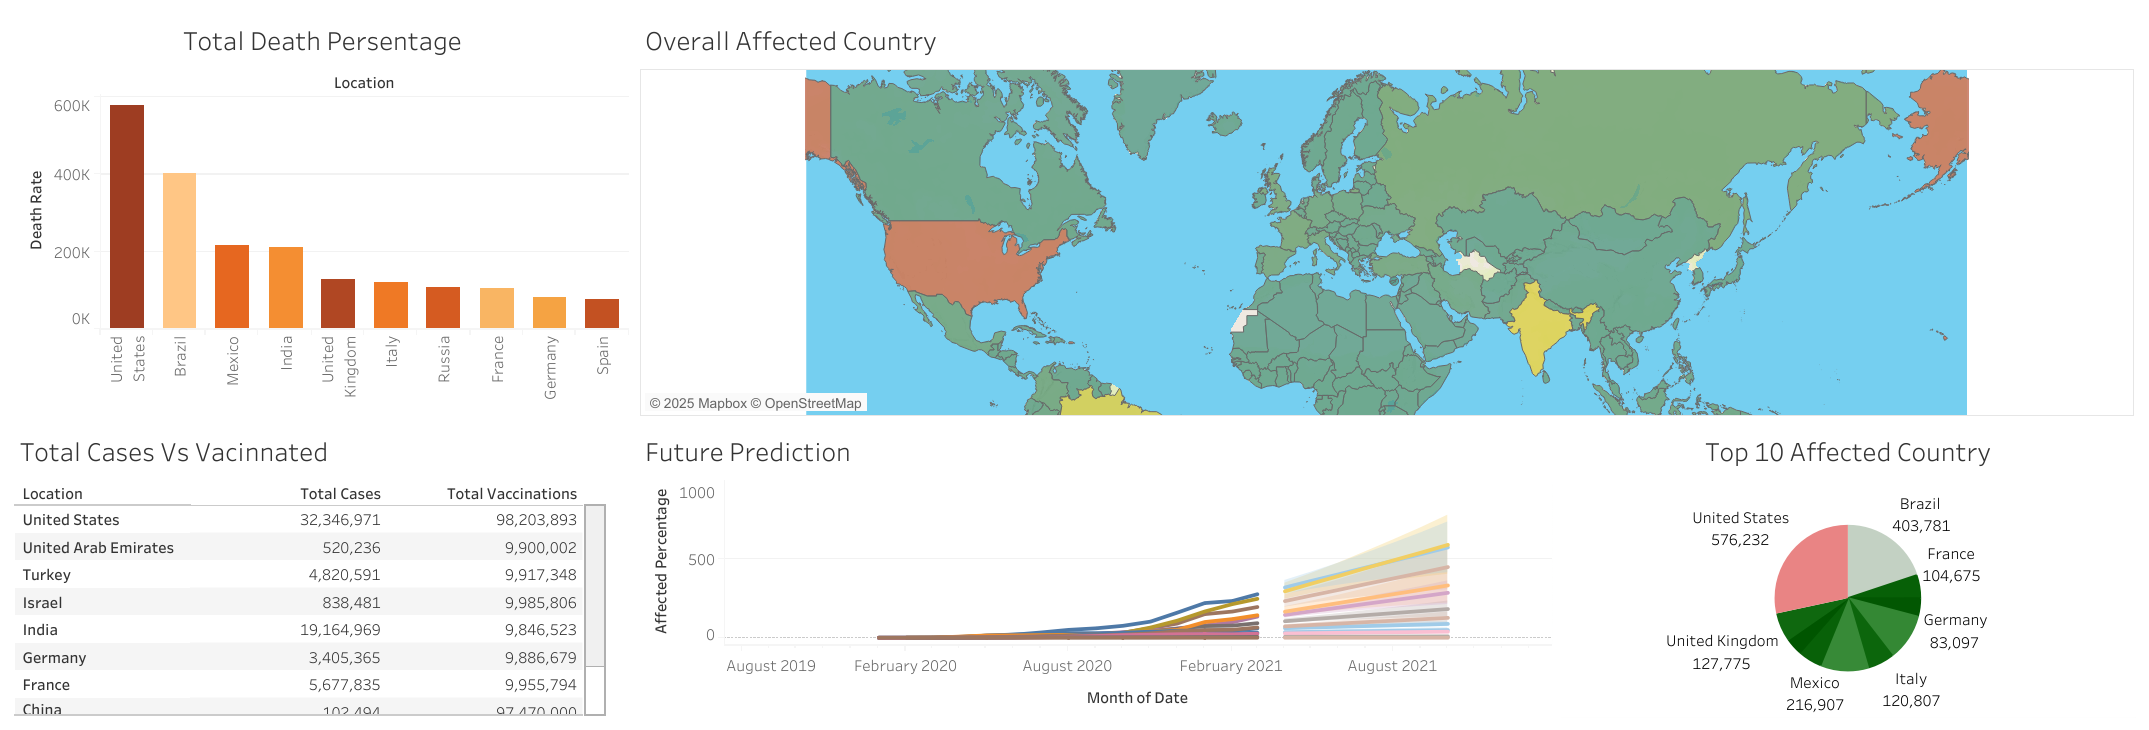 Total Death Persentage
Location
Death Rate
600K
400K
200K
0K
United
States
Brazil
Mexico
India
United
Kingdom
Italy
Russia
France
Germany
Spain
Overall Affected Country
© 2025 Mapbox © OpenStreetMap
Total Cases Vs Vacinnated
Location Total Cases Total Vaccinations
United States 32,346,971 98,203,893
United Arab Emirates 520,236 9,900,002
Turkey 4,820,591 9,917,348
Israel 838,481 9,985,806
India 19,164,969 9,846,523
Germany 3,405,365 9,886,679
France 5,677,835 9,955,794
China 102,494 97,470,000
Future Prediction
Affected Percentage
1000
500
0
August 2019 February 2020 August 2020 February 2021 August 2021
Month of Date
Top 10 Affected Country
Brazil
403,781
United States
576,232
France
104,675
Germany
83,097
United Kingdom
127,775
Italy
120,807
Mexico
216,907